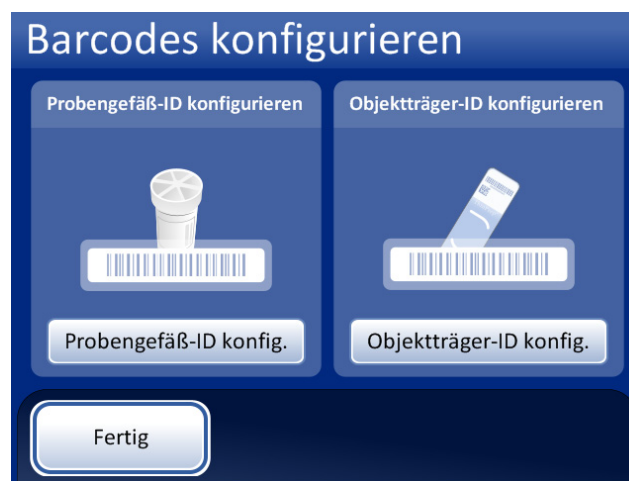 Barcodes konfigurieren
Probengefäß-ID konfigurieren
Objektträger-ID konfigurieren
Probengefäß-ID konfig.
Objektträger-ID konfig.
Fertig